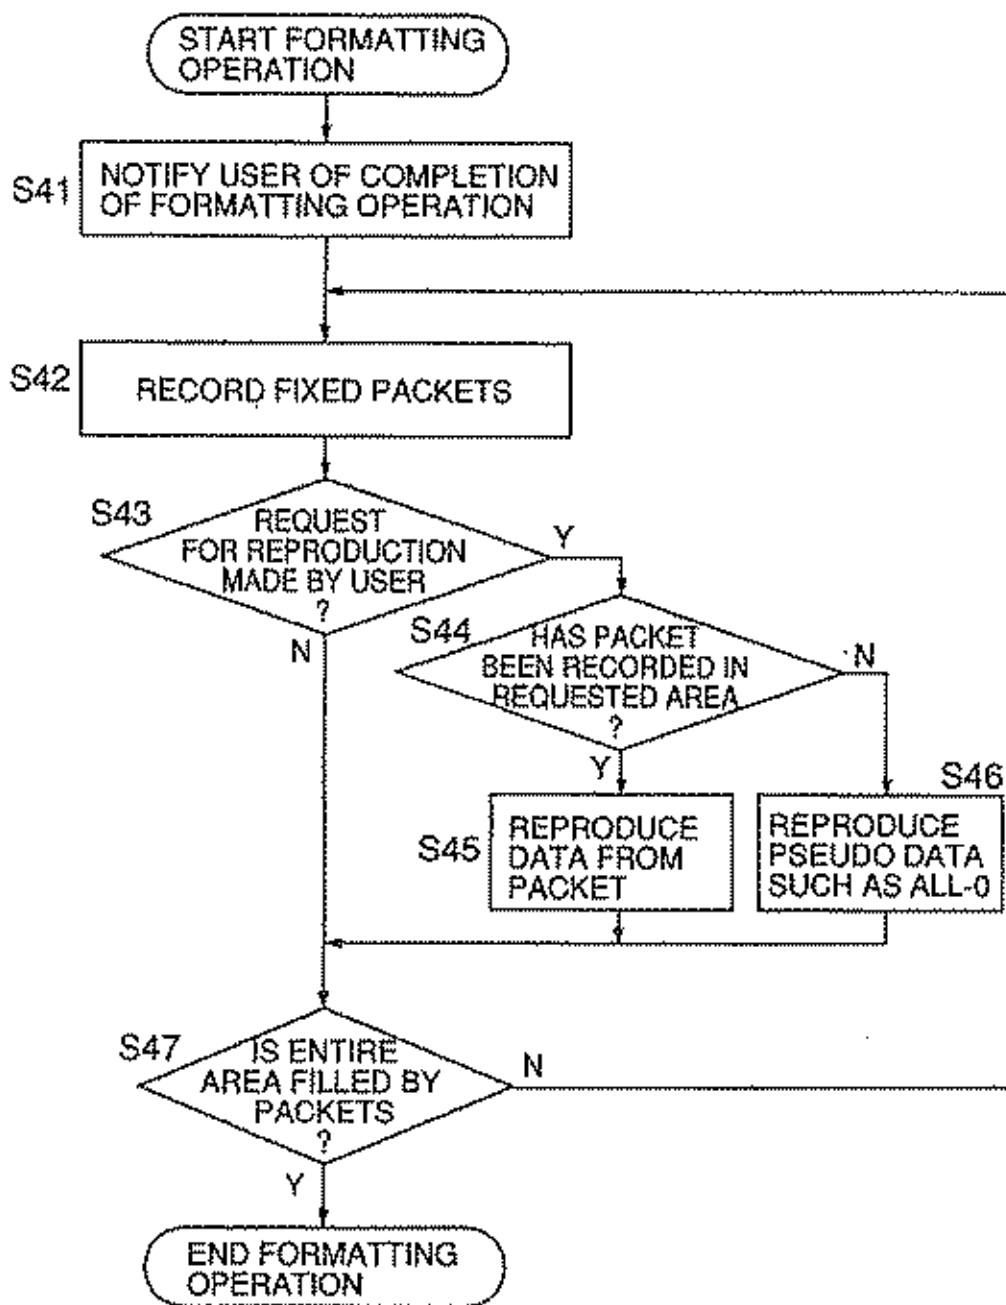 START FORMATTING
OPERATION
S41
NOTIFY USER OF COMPLETION
OF FORMATTING OPERATION
S42
RECORD FIXED PACKETS
S43
REQUEST
FOR REPRODUCTION
MADE BY USER
?
Y
N
S44
HAS PACKET
BEEN RECORDED IN
REQUESTED AREA
?
N
Y
S45
REPRODUCE
DATA FROM
PACKET
S46
REPRODUCE
PSEUDO DATA
SUCH AS ALL-0
S47
IS ENTIRE
AREA FILLED BY
PACKETS
?
N
Y
END FORMATTING
OPERATION